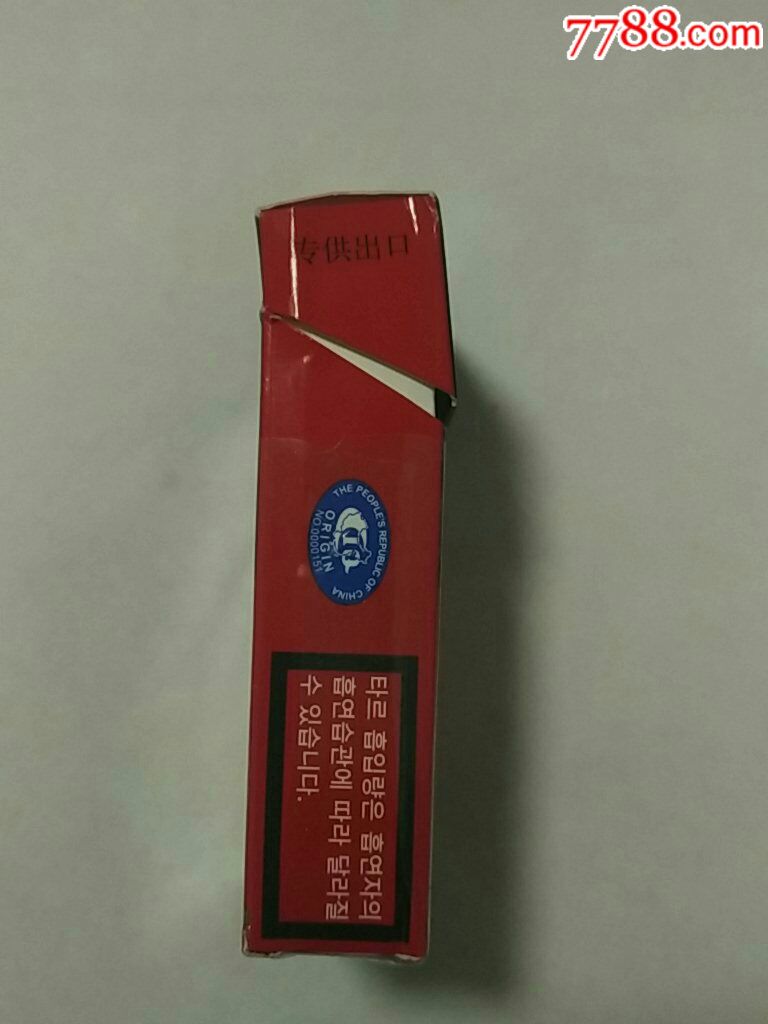 7788.com
专供出口
THE PEOPLE'S REPUBLIC OF CHINA
ORIGIN
NO.0000151
타르 흡입량은 흡연자의
흡연습관에 따라 달라질
수 있습니다.